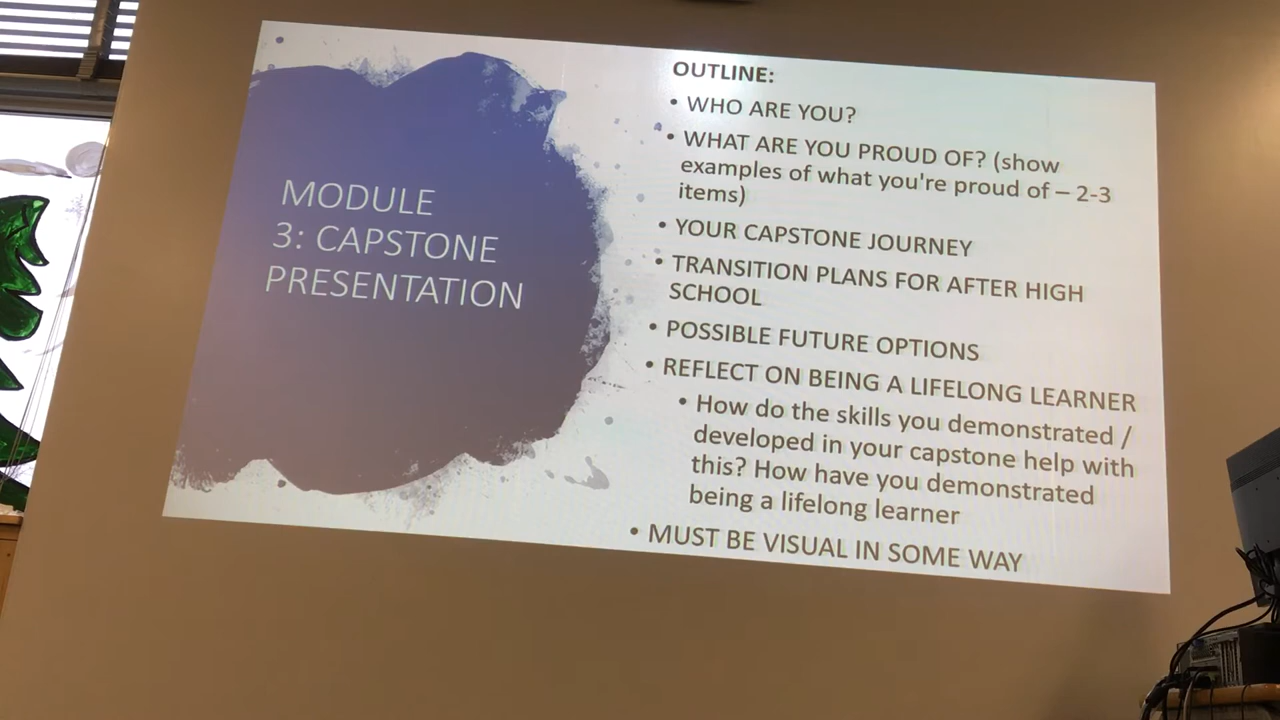 MODULE
3: CAPSTONE
PRESENTATION
OUTLINE:
• WHO ARE YOU?
• WHAT ARE YOU PROUD OF? (show
examples of what you're proud of – 2-3
items)
• YOUR CAPSTONE JOURNEY
• TRANSITION PLANS FOR AFTER HIGH
SCHOOL
• POSSIBLE FUTURE OPTIONS
• REFLECT ON BEING A LIFELONG LEARNER
• How do the skills you demonstrated /
developed in your capstone help with
this? How have you demonstrated
being a lifelong learner
• MUST BE VISUAL IN SOME WAY